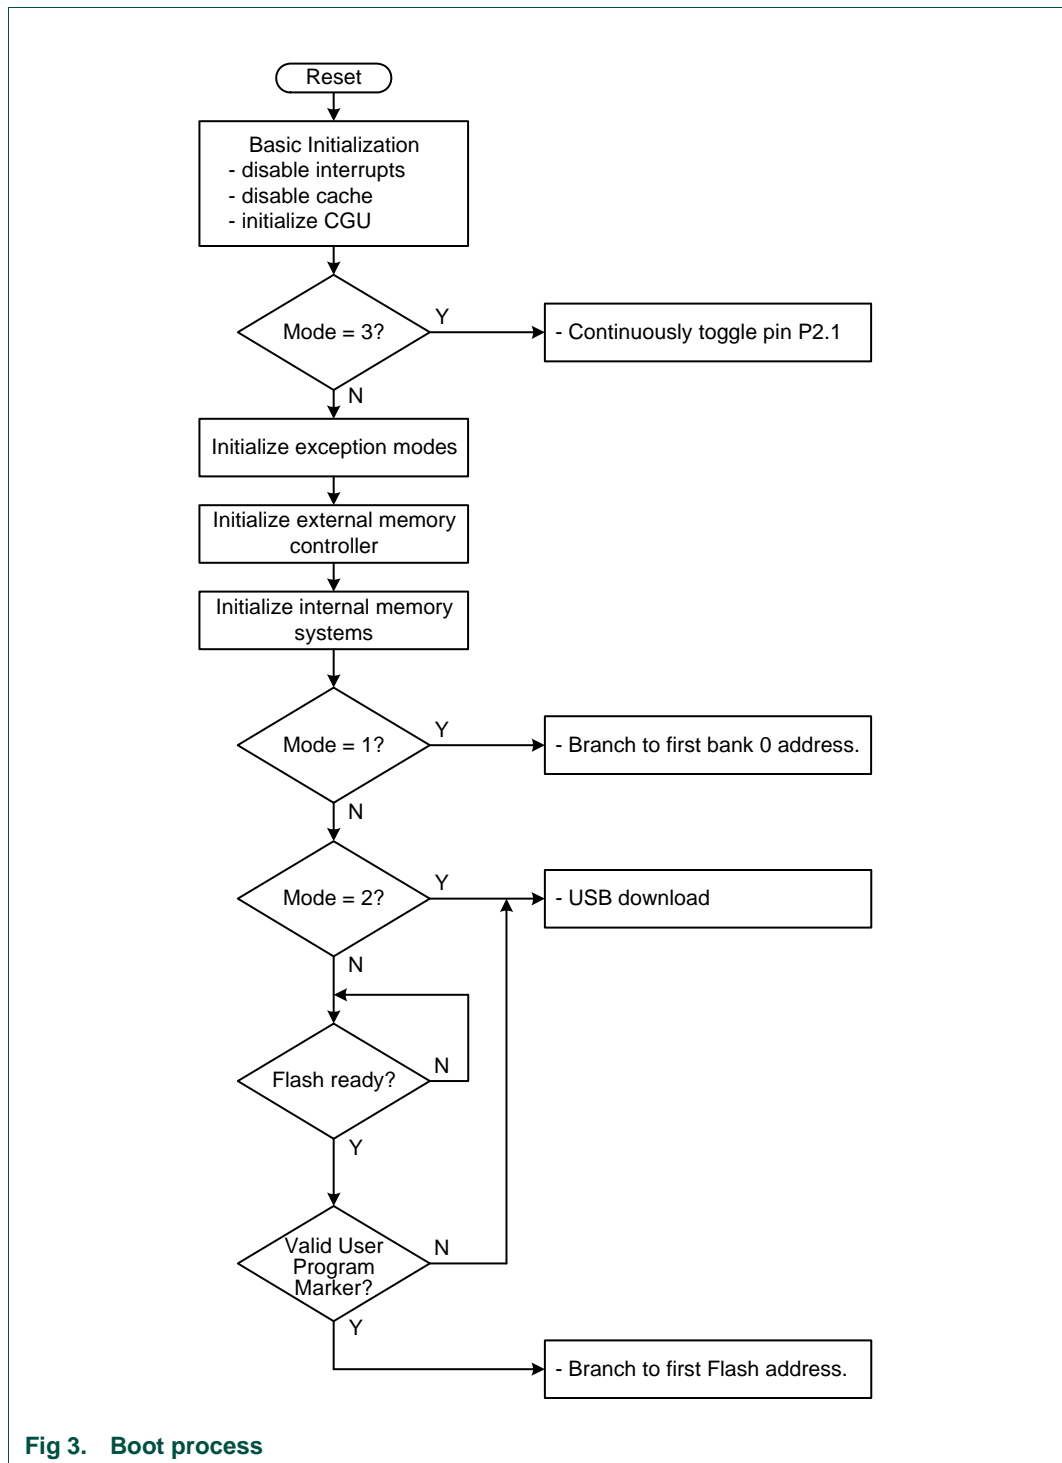 Reset
Basic Initialization
- disable interrupts
- disable cache
- initialize CGU
Mode = 3?
Y
- Continuously toggle pin P2.1
N
Initialize exception modes
Initialize external memory
controller
Initialize internal memory
systems
Mode = 1?
Y
- Branch to first bank 0 address.
N
Mode = 2?
Y
- USB download
N
Flash ready?
N
Y
Valid User
Program
Marker?
N
Y
- Branch to first Flash address.
Fig 3. Boot process